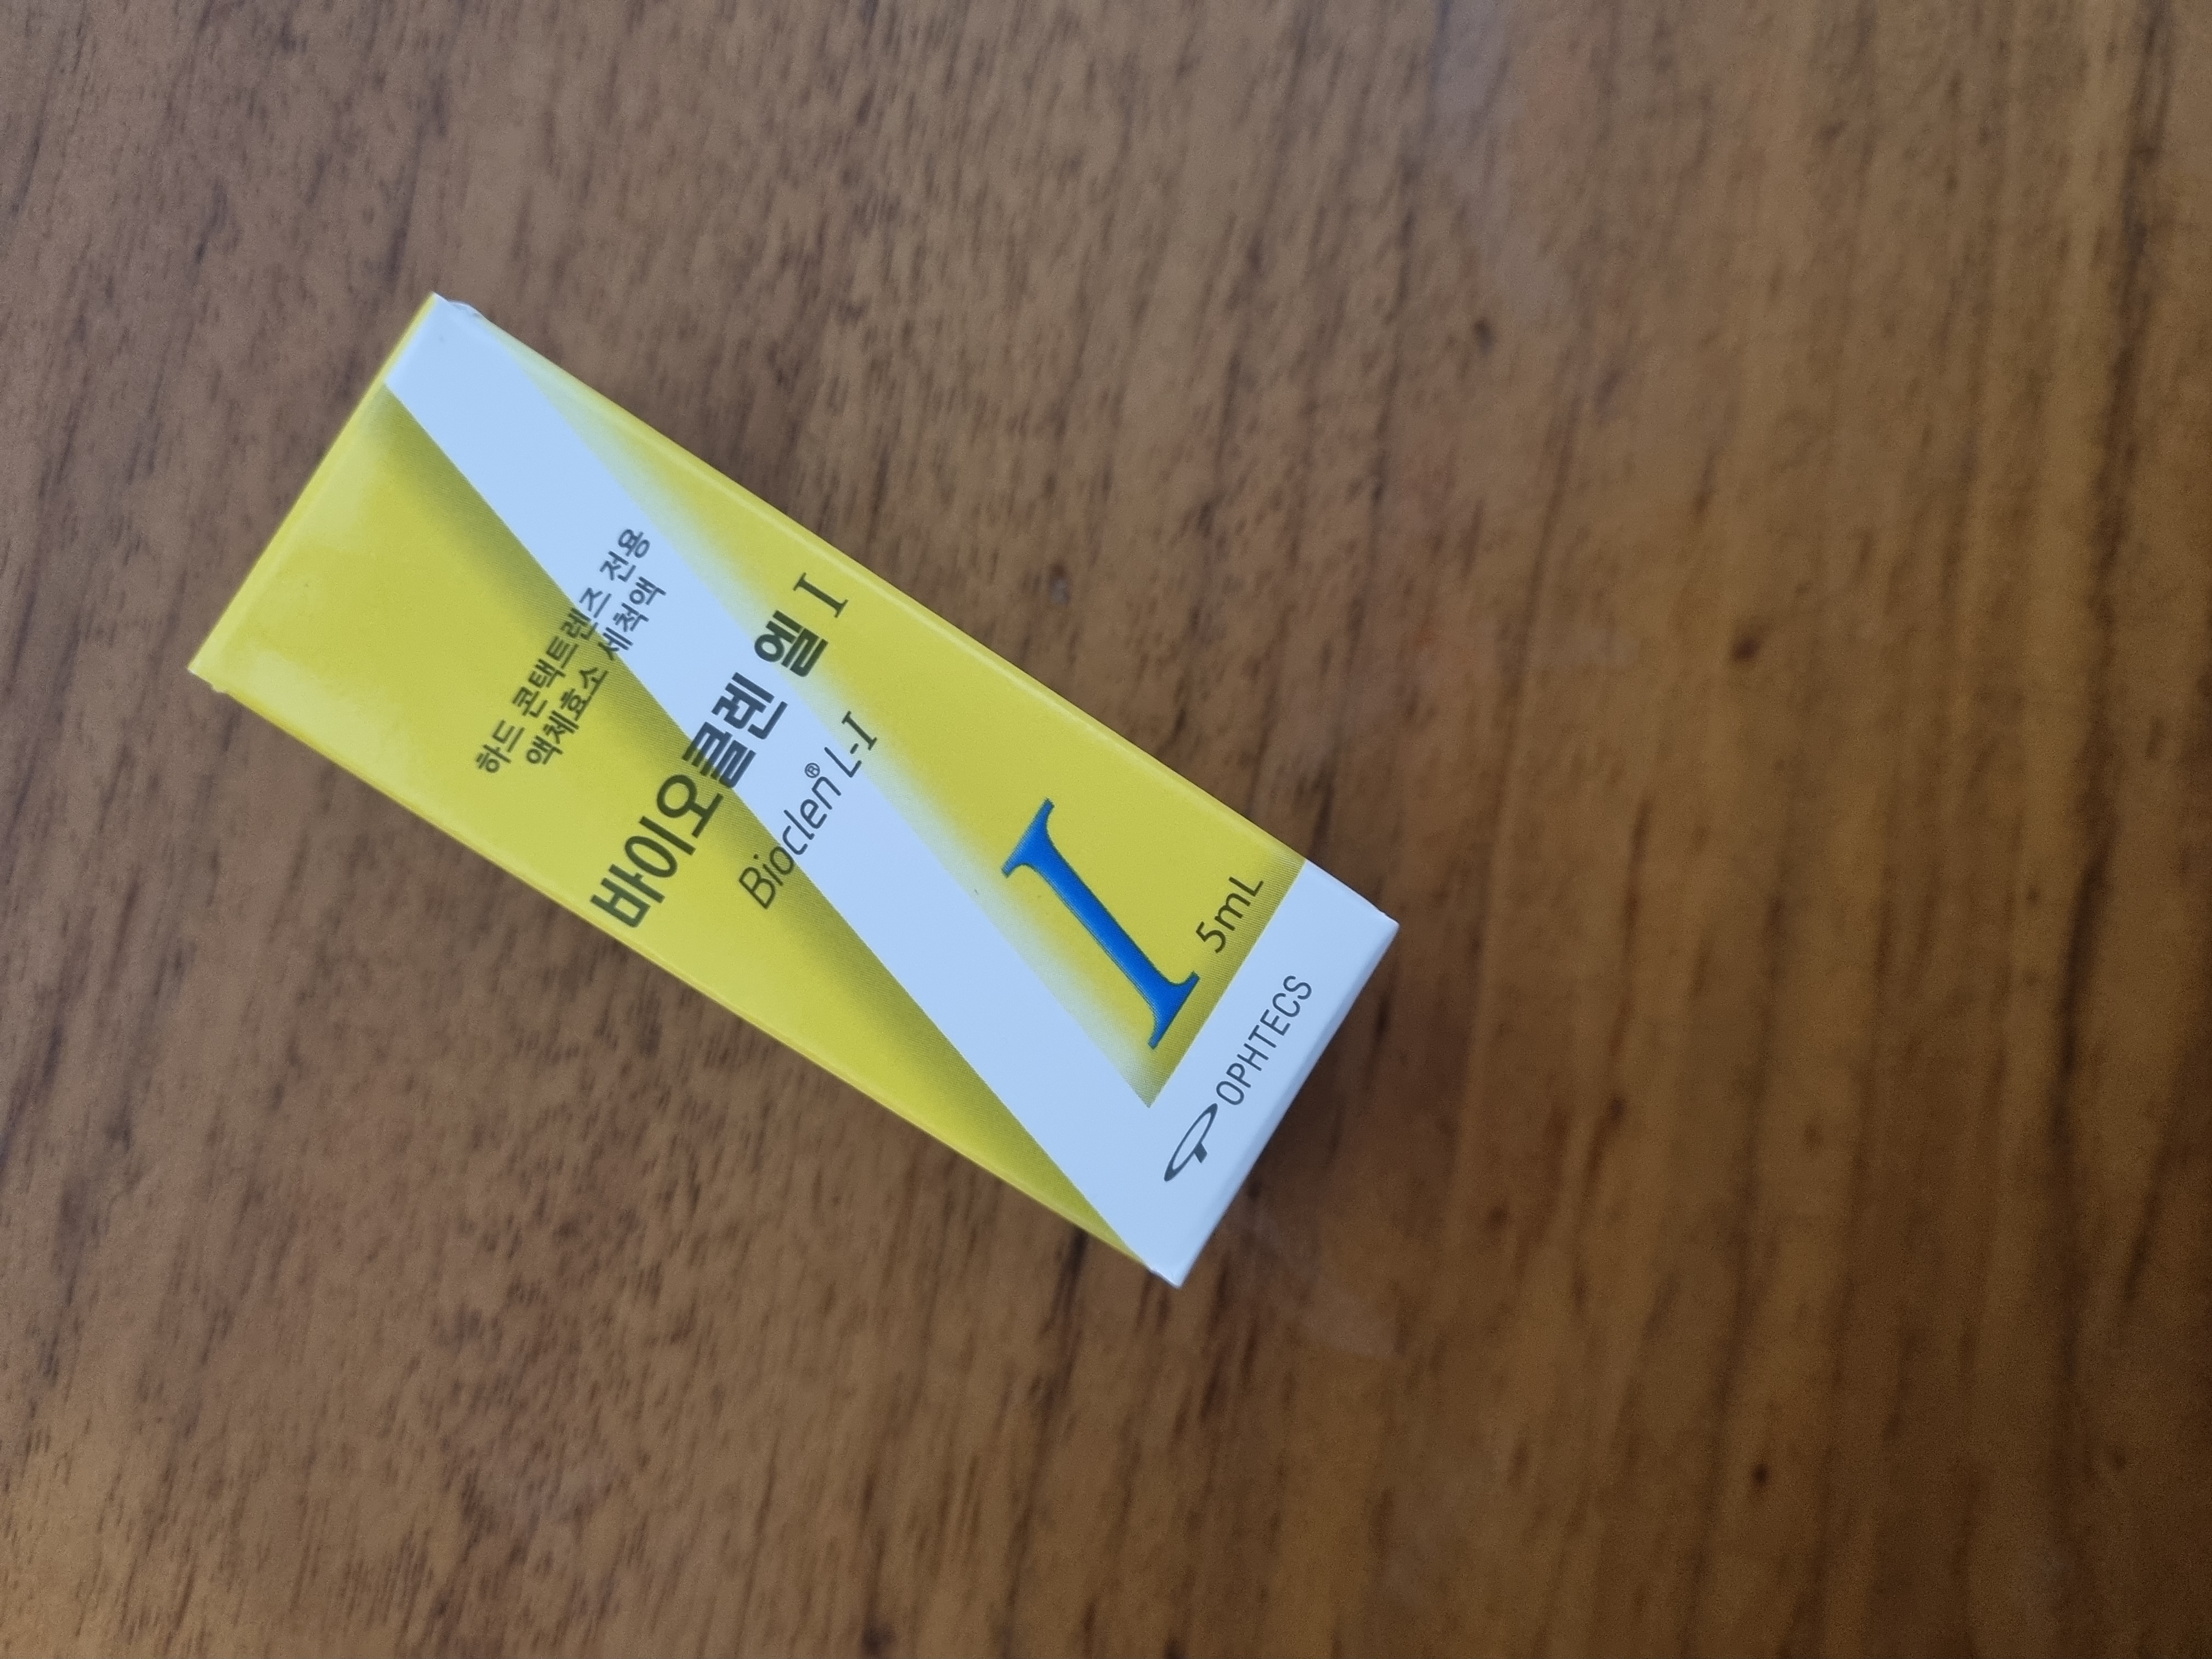 하드 콘택트렌즈 전용
액체효소 세척액
바이오클렌 엘 I
Bioclen® L-I
I
5mL
OPHTECS